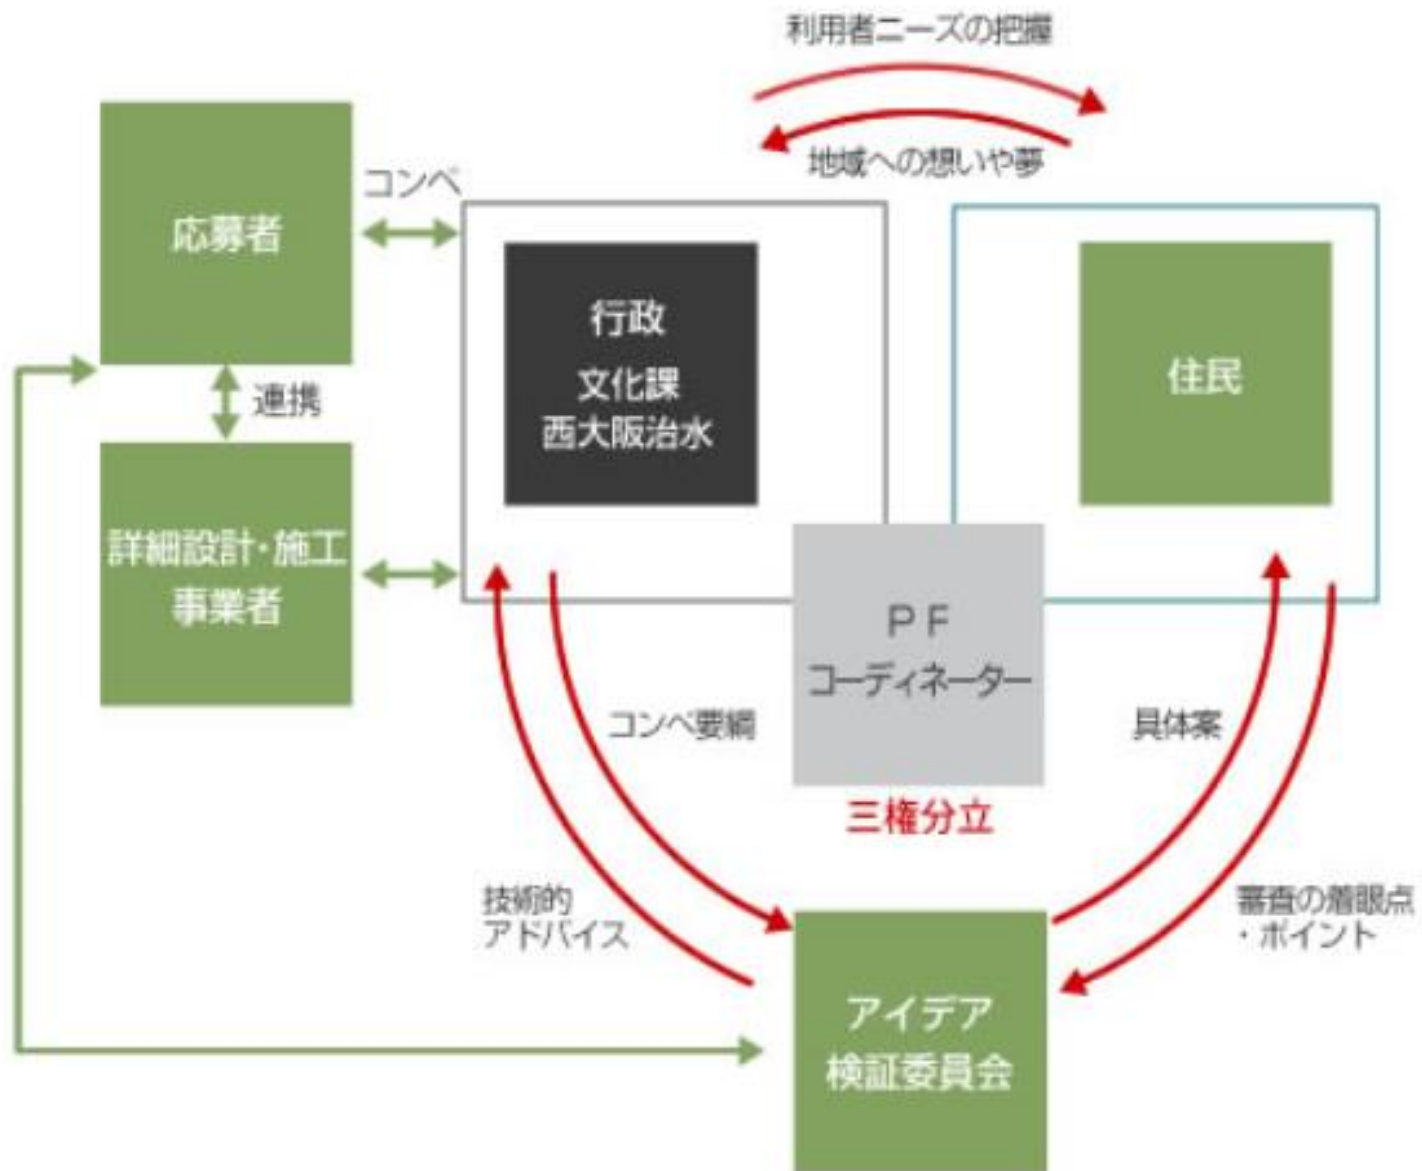 利用者ニーズの把握
地域への想いや夢
コンペ
応募者
行政
文化課
西大阪治水
住民
連携
詳細設計・施工
事業者
PF
コーディネーター
コンペ要綱
具体案
三権分立
技術的
アドバイス
審査の着眼点
・ポイント
アイデア
検証委員会